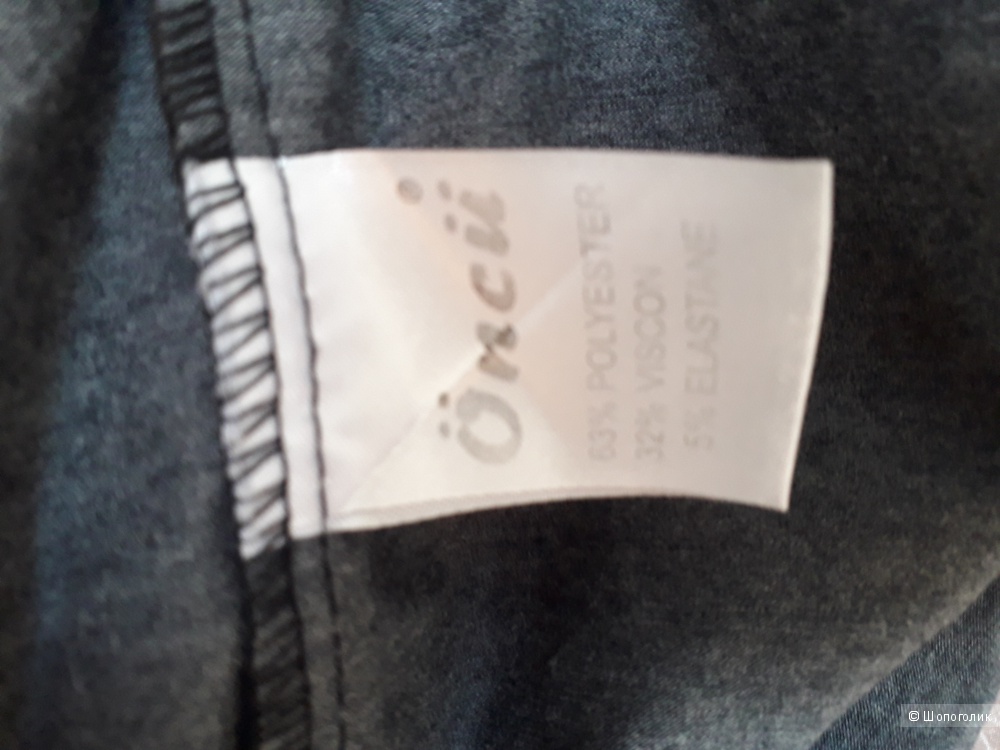 Öncü
63% POLYESTER
32% VISCON
5% ELASTANE
© Шопоголик